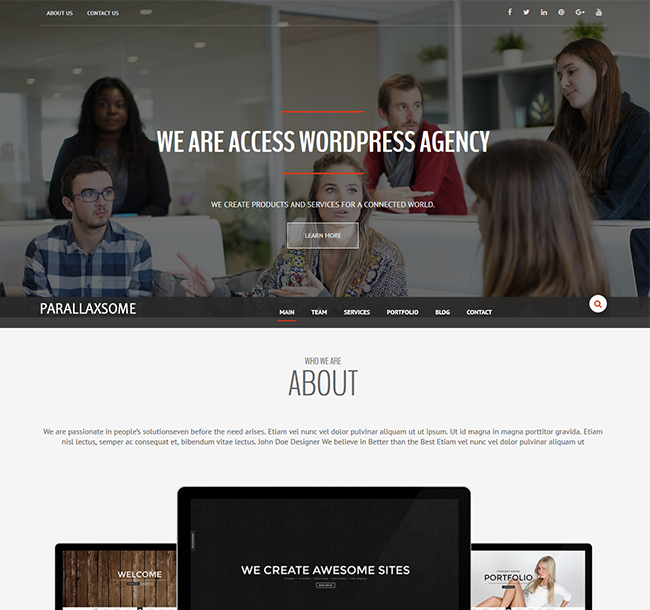 ABOUT US CONTACT US
WE ARE ACCESS WORDPRESS AGENCY
WE CREATE PRODUCTS AND SERVICES FOR A CONNECTED WORLD.
LEARN MORE
PARALLAXSOME MAIN TEAM SERVICES PORTFOLIO BLOG CONTACT
WHO WE ARE
ABOUT
We are passionate in people's solutionseven before the need arises. Etiam vel nunc vel dolor pulvinar aliquam ut ut ipsum. Ut id magna in magna porttitor gravida. Etiam
nisl lectus, semper ac consequat et, bibendum vitae lectus. John Doe Designer We believe in Better than the Best Etiam vel nunc vel dolor pulvinar aliquam ut
WE CREATE AWESOME SITES
WELCOME
PORTFOLIO